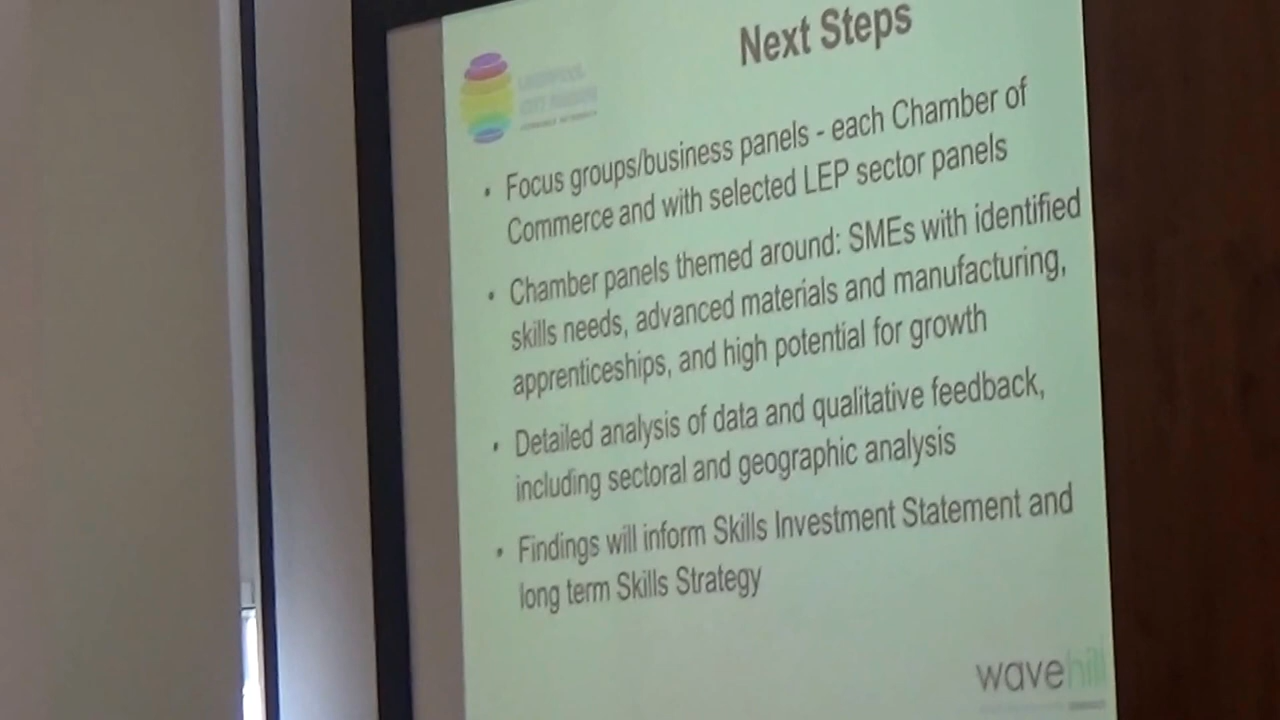 Next Steps
LIVERPOOL
CITY REGION
• Focus groups/business panels - each Chamber of
Commerce and with selected LEP sector panels
• Chamber panels themed around: SMEs with identified
skills needs, advanced materials and manufacturing,
apprenticeships, and high potential for growth
• Detailed analysis of data and qualitative feedback,
including sectoral and geographic analysis
• Findings will inform Skills Investment Statement and
long term Skills Strategy
wavehill